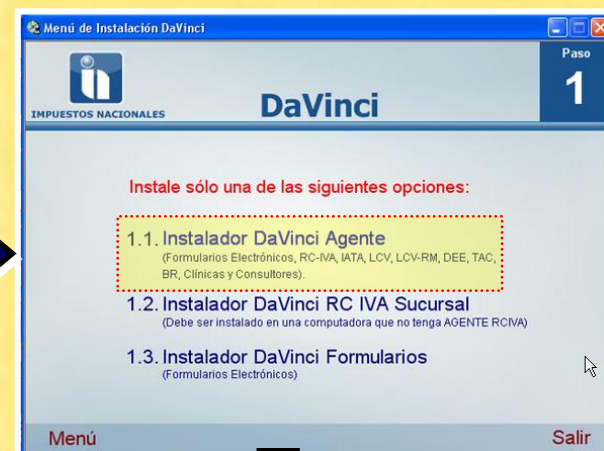 Menú de Instalación DaVinci
Paso
1
IMPUESTOS NACIONALES
DaVinci
Instale sólo una de las siguientes opciones:
1.1. Instalador DaVinci Agente
(Formularios Electrónicos, RC-IVA, IATA, LCV, LCV-RM, DEE, TAC,
BR, Clínicas y Consultores).
1.2. Instalador DaVinci RC IVA Sucursal
(Debe ser instalado en una computadora que no tenga AGENTE RCIVA)
1.3. Instalador DaVinci Formularios
(Formularios Electrónicos)
Menú
Salir